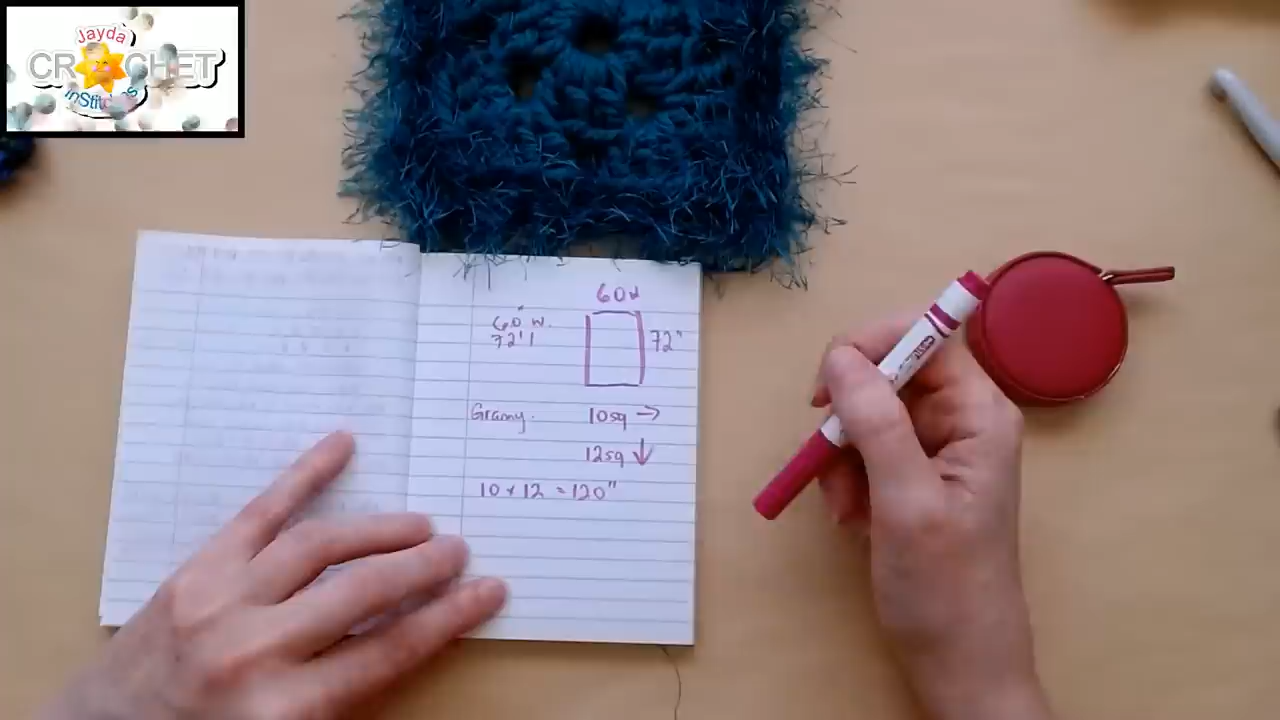 Jayda
CROCHET
InStitches
60" w.
72" l
60w
72"
Granny.
10sq →
12sq ↓
10 x 12 = 120"